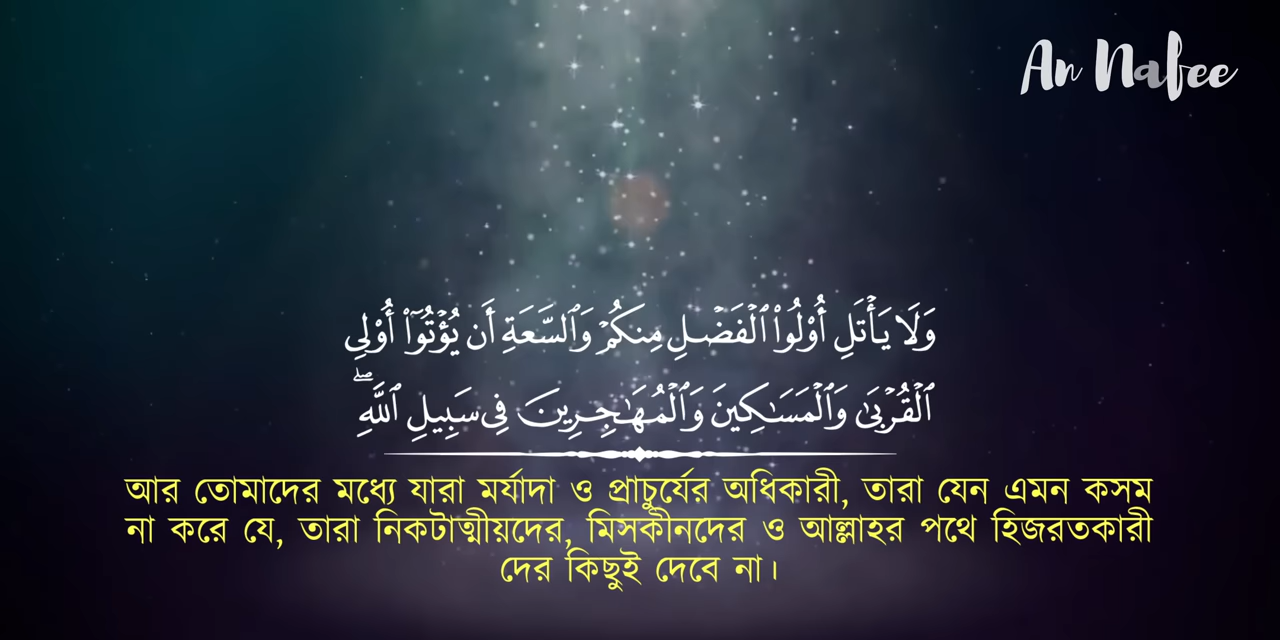 An Nafee
وَلَا يَأْتَلِ أُو۟لُوا۟ ٱلْفَضْلِ مِنكُمْ وَٱلسَّعَةِ أَن يُؤْتُوٓا۟ أُو۟لِى
ٱلْقُرْبَىٰ وَٱلْمَسَـٰكِينَ وَٱلْمُهَـٰجِرِينَ فِى سَبِيلِ ٱللَّهِ ۖ
আর তোমাদের মধ্যে যারা মর্যাদা ও প্রাচুর্যের অধিকারী, তারা যেন এমন কসম
না করে যে, তারা নিকটাত্মীয়দের, মিসকীনদের ও আল্লাহর পথে হিজরতকারী
দের কিছুই দেবে না।